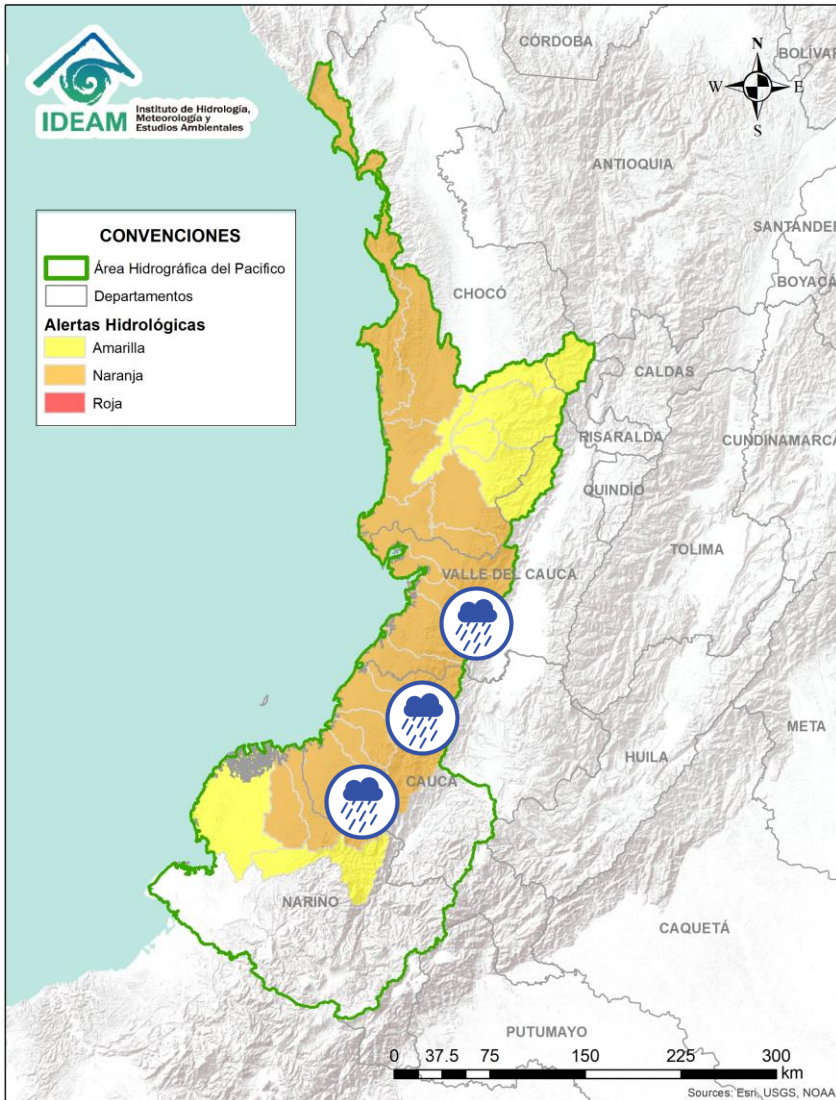 IDEAM
Instituto de Hidrología,
Meteorología y
Estudios Ambientales
CONVENCIONES
Área Hidrográfica del Pacifico
Departamentos
Alertas Hidrológicas
Amarilla
Naranja
Roja
N
W
E
S
CÓRDOBA
BOLÍVAR
ANTIOQUIA
SANTANDER
BOYACÁ
CHOCÓ
CALDAS
RISARALDA
CUNDINAMARCA
QUINDÍO
TOLIMA
VALLE DEL CAUCA
META
HUILA
CAUCA
NARIÑO
CAQUETÁ
PUTUMAYO
0 37.5 75 150 225 300
km
Sources: Esri, USGS, NOAA